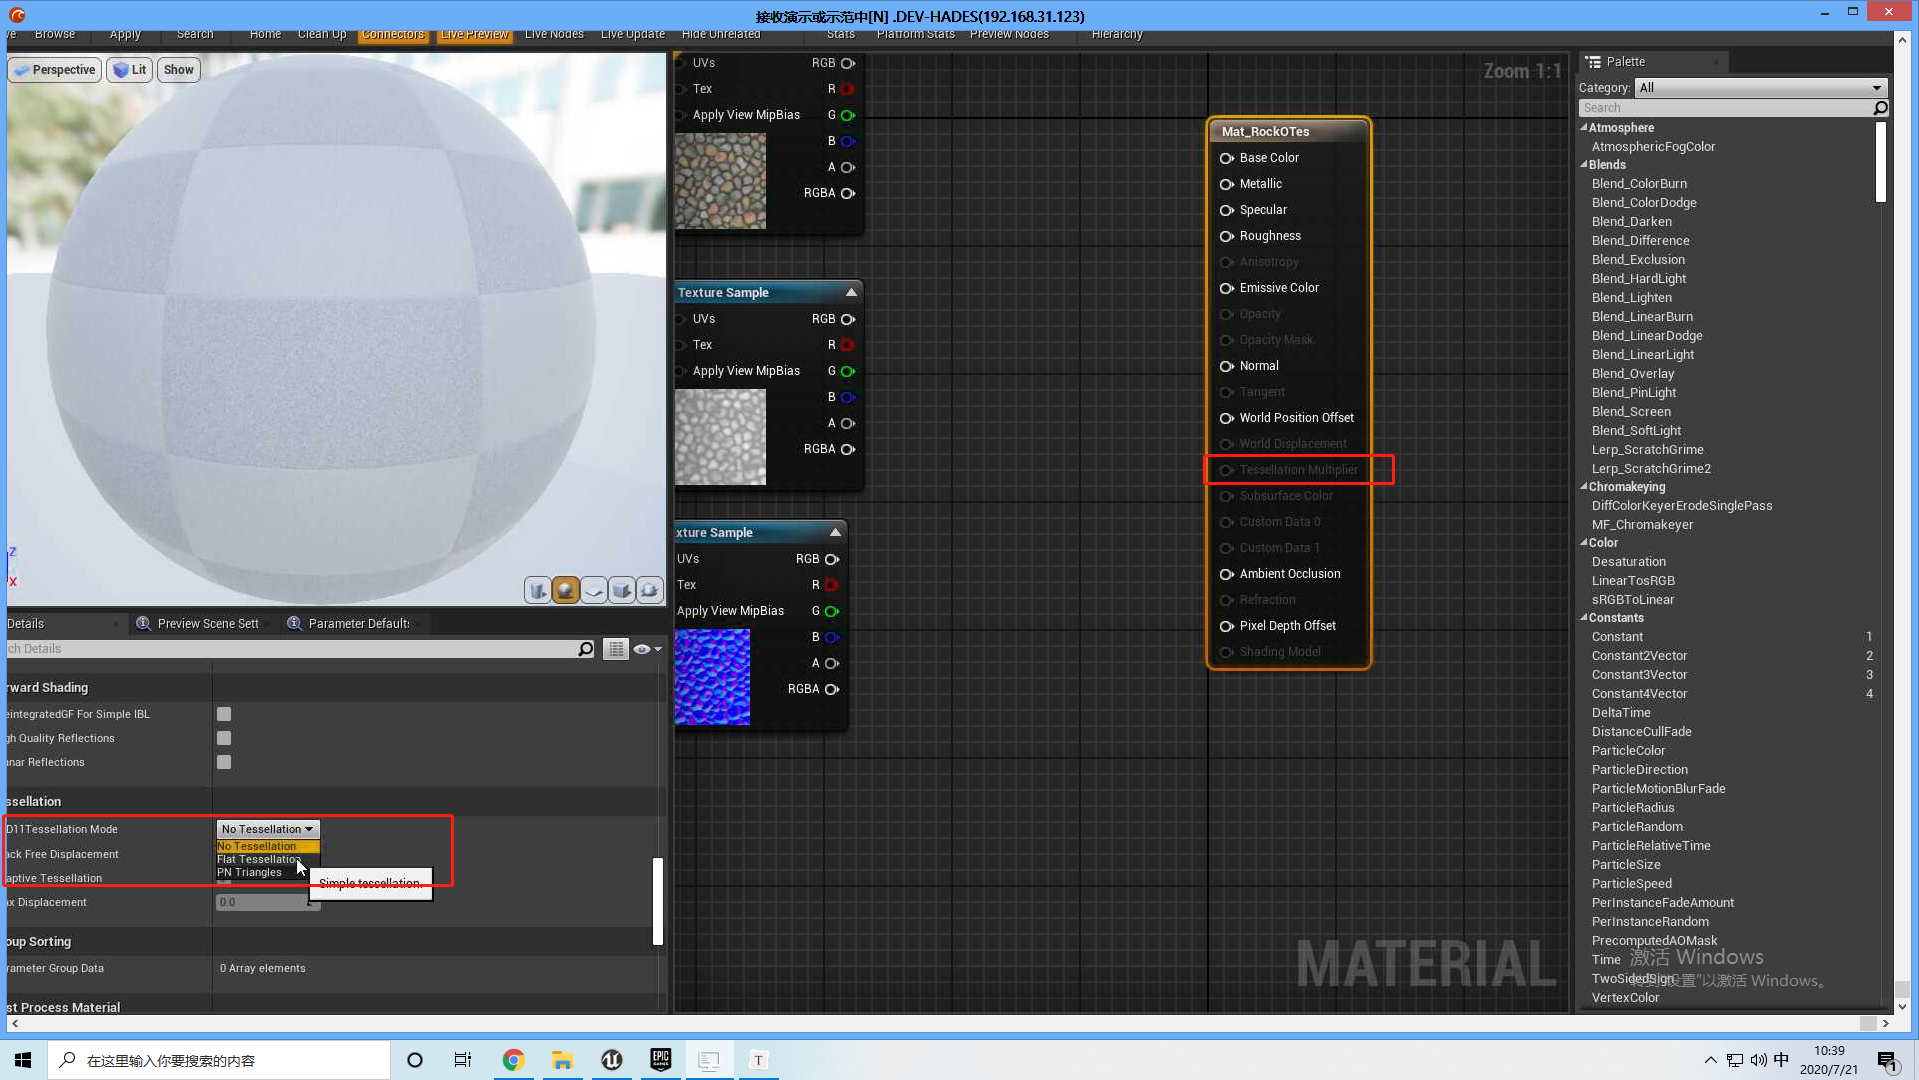 接收演示或示范中[N] .DEV-HADES(192.168.31.123)
ve Browse Apply Search Home Clean Up Connectors Live Preview Live Nodes Live Update Hide Unrelated Stats Platform Stats Preview Nodes Hierarchy
Perspective Lit Show
Z
X
Details Preview Scene Sett Parameter Defaults
ch Details
rward Shading
eintegratedGF For Simple IBL
gh Quality Reflections
nar Reflections
ssellation
D11Tessellation Mode No Tessellation
No Tessellation
Flat Tessellation
PN Triangles
ack Free Displacement
aptive Tessellation
Simple tessellation.
ax Displacement 0.0
oup Sorting
rameter Group Data 0 Array elements
st Process Material
UVs RGB
Tex R
Apply View MipBias G
B
A
RGBA
Texture Sample
UVs RGB
Tex R
Apply View MipBias G
B
A
RGBA
xture Sample
UVs RGB
Tex R
Apply View MipBias G
B
A
RGBA
Zoom 1:1
Mat_RockOTes
Base Color
Metallic
Specular
Roughness
Anisotropy
Emissive Color
Opacity
Opacity Mask
Normal
Tangent
World Position Offset
World Displacement
Tessellation Multiplier
Subsurface Color
Custom Data 0
Custom Data 1
Ambient Occlusion
Refraction
Pixel Depth Offset
Shading Model
MATERIAL
Palette
Category: All
Search
Atmosphere
AtmosphericFogColor
Blends
Blend_ColorBurn
Blend_ColorDodge
Blend_Darken
Blend_Difference
Blend_Exclusion
Blend_HardLight
Blend_Lighten
Blend_LinearBurn
Blend_LinearDodge
Blend_LinearLight
Blend_Overlay
Blend_PinLight
Blend_Screen
Blend_SoftLight
Lerp_ScratchGrime
Lerp_ScratchGrime2
Chromakeying
DiffColorKeyerErodeSinglePass
MF_Chromakeyer
Color
Desaturation
LinearTosRGB
sRGBToLinear
Constants
Constant 1
Constant2Vector 2
Constant3Vector 3
Constant4Vector 4
DeltaTime
DistanceCullFade
ParticleColor
ParticleDirection
ParticleMotionBlurFade
ParticleRadius
ParticleRandom
ParticleRelativeTime
ParticleSize
ParticleSpeed
PerInstanceFadeAmount
PerInstanceRandom
PrecomputedAOMask
Time
TwoSidedSign
VertexColor
激活 Windows
转到"设置"以激活 Windows。
在这里输入你要搜索的内容
EPIC GAMES
T
中
10:39
2020/7/21
1